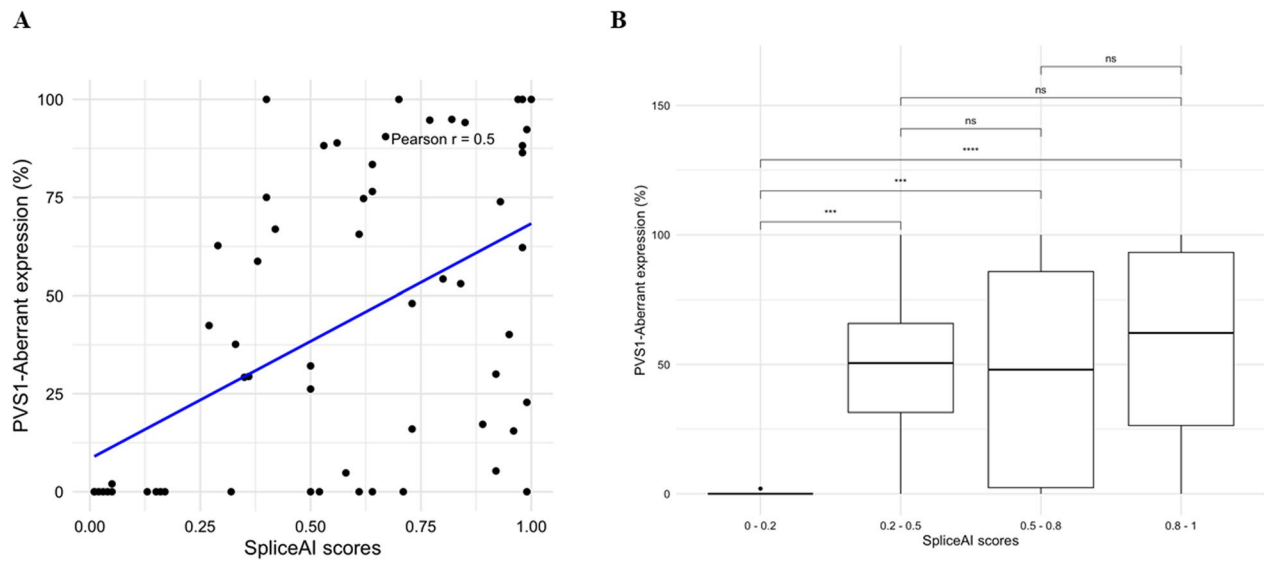 A
PVS1-Aberrant expression (%)
100
75
50
25
0
Pearson r = 0.5
0.00 0.25 0.50 0.75 1.00
SpliceAI scores
B
PVS1-Aberrant expression (%)
150
100
50
0
ns
ns
ns
****
***
***
0 - 0.2 0.2 - 0.5 0.5 - 0.8 0.8 - 1
SpliceAI scores